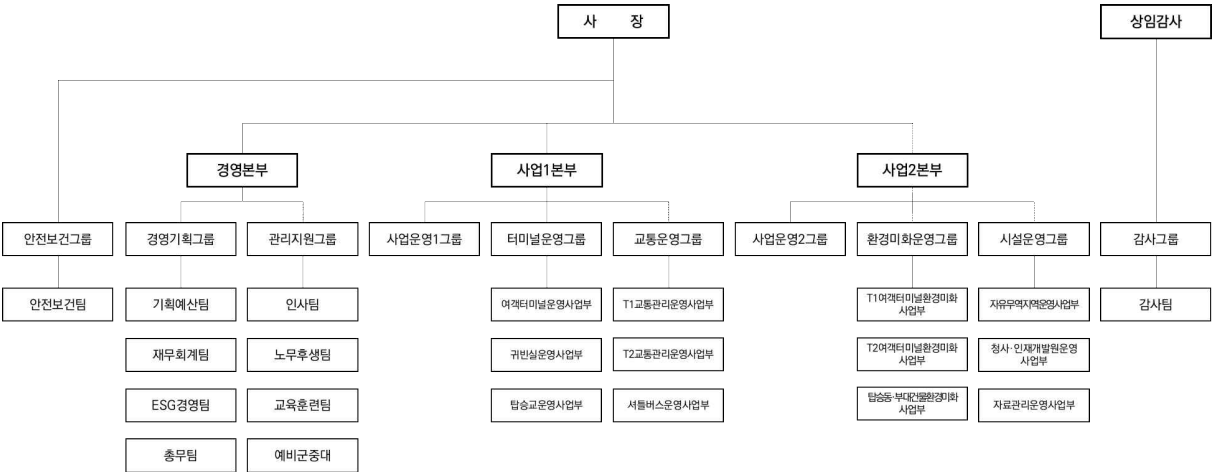 사 장
상임감사
경영본부
사업1본부
사업2본부
안전보건그룹
경영기획그룹
관리지원그룹
사업운영1그룹
터미널운영그룹
교통운영그룹
사업운영2그룹
환경미화운영그룹
시설운영그룹
감사그룹
안전보건팀
기획예산팀
인사팀
여객터미널운영사업부
T1교통관리운영사업부
T1여객터미널환경미화
사업부
자유무역지역운영사업부
감사팀
재무회계팀
노무후생팀
귀빈실운영사업부
T2교통관리운영사업부
T2여객터미널환경미화
사업부
청사·인재개발원운영
사업부
ESG경영팀
교육훈련팀
탑승교운영사업부
셔틀버스운영사업부
탑승동·부대건물환경미화
사업부
자료관리운영사업부
총무팀
예비군중대